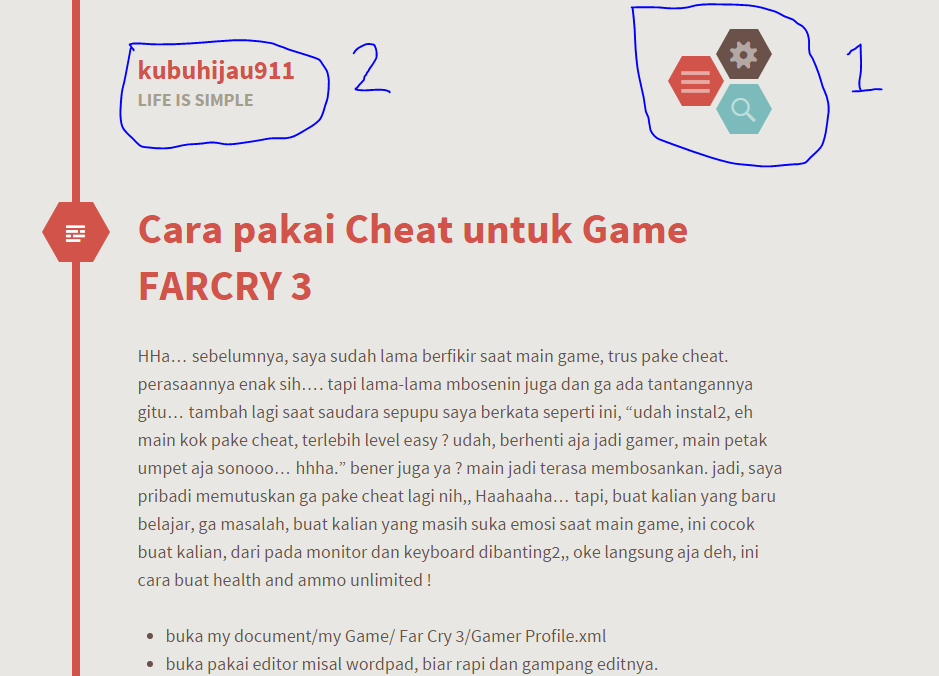 kubuhijau911
LIFE IS SIMPLE
2
1
Cara pakai Cheat untuk Game
FARCRY 3
HHa… sebelumnya, saya sudah lama berfikir saat main game, trus pake cheat.
perasaannya enak sih…. tapi lama-lama mbosenin juga dan ga ada tantangannya
gitu… tambah lagi saat saudara sepupu saya berkata seperti ini, “udah instal2, eh
main kok pake cheat, terlebih level easy ? udah, berhenti aja jadi gamer, main petak
umpet aja sonooo… hhha.” bener juga ya ? main jadi terasa membosankan. jadi, saya
pribadi memutuskan ga pake cheat lagi nih,, Haahaaha… tapi, buat kalian yang baru
belajar, ga masalah, buat kalian yang masih suka emosi saat main game, ini cocok
buat kalian, dari pada monitor dan keyboard dibanting2,, oke langsung aja deh, ini
cara buat health and ammo unlimited !
• buka my document/my Game/ Far Cry 3/Gamer Profile.xml
• buka pakai editor misal wordpad, biar rapi dan gampang editnya.